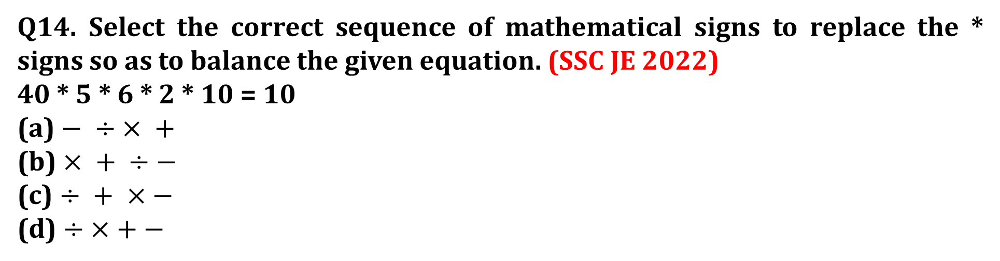 Q14. Select the correct sequence of mathematical signs to replace the *
signs so as to balance the given equation. (SSC JE 2022)
40 * 5 * 6 * 2 * 10 = 10
(a) − ÷ × +
(b) × + ÷ −
(c) ÷ + × −
(d) ÷ × + −